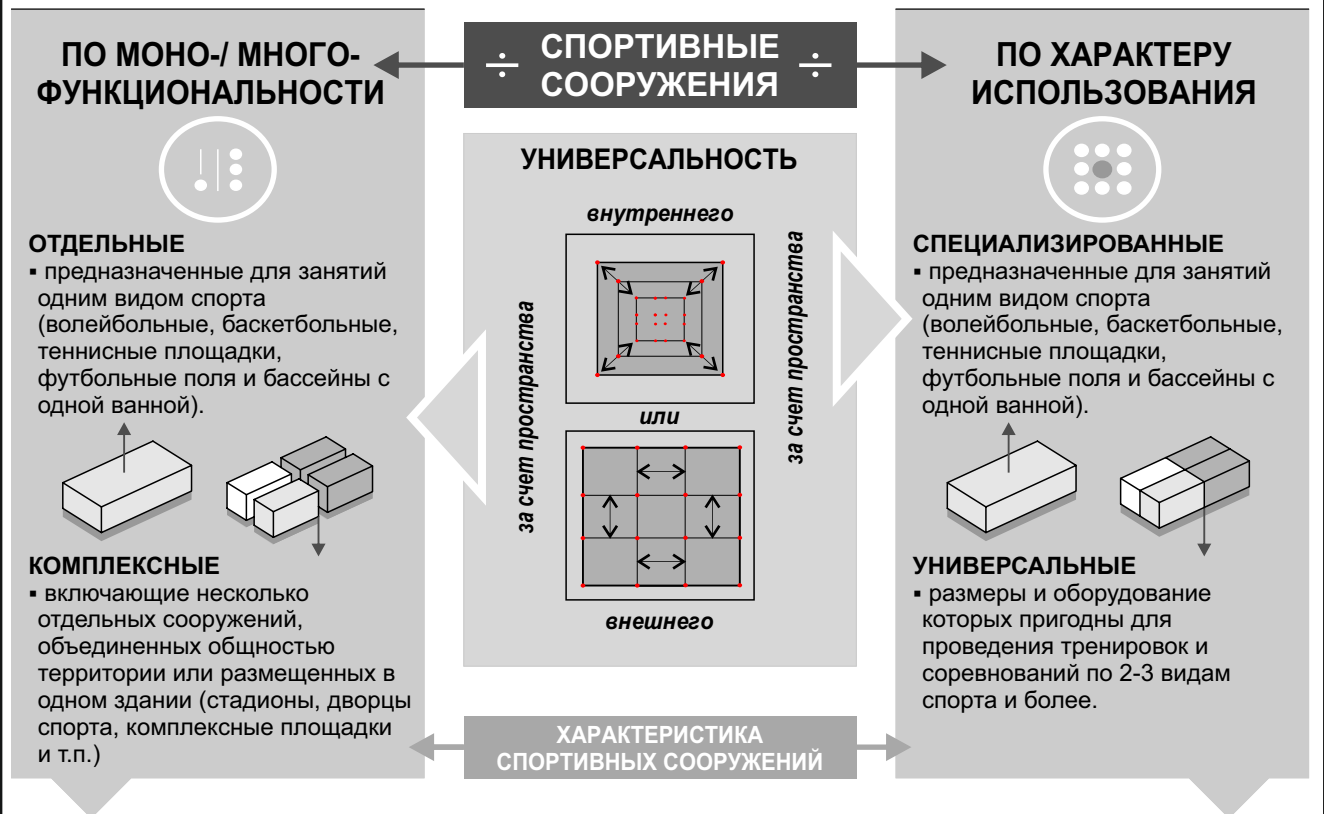 ПО МОНО-/ МНОГО-
ФУНКЦИОНАЛЬНОСТИ
ОТДЕЛЬНЫЕ
▪ предназначенные для занятий
одним видом спорта
(волейбольные, баскетбольные,
теннисные площадки,
футбольные поля и бассейны с
одной ванной).
КОМПЛЕКСНЫЕ
▪ включающие несколько
отдельных сооружений,
объединенных общностью
территории или размещенных в
одном здании (стадионы, дворцы
спорта, комплексные площадки
и т.п.)
÷ СПОРТИВНЫЕ ÷
СООРУЖЕНИЯ
УНИВЕРСАЛЬНОСТЬ
внутреннего
за счет пространства
или
за счет пространства
внешнего
ХАРАКТЕРИСТИКА
СПОРТИВНЫХ СООРУЖЕНИЙ
ПО ХАРАКТЕРУ
ИСПОЛЬЗОВАНИЯ
СПЕЦИАЛИЗИРОВАННЫЕ
▪ предназначенные для занятий
одним видом спорта
(волейбольные, баскетбольные,
теннисные площадки,
футбольные поля и бассейны с
одной ванной).
УНИВЕРСАЛЬНЫЕ
▪ размеры и оборудование
которых пригодны для
проведения тренировок и
соревнований по 2-3 видам
спорта и более.